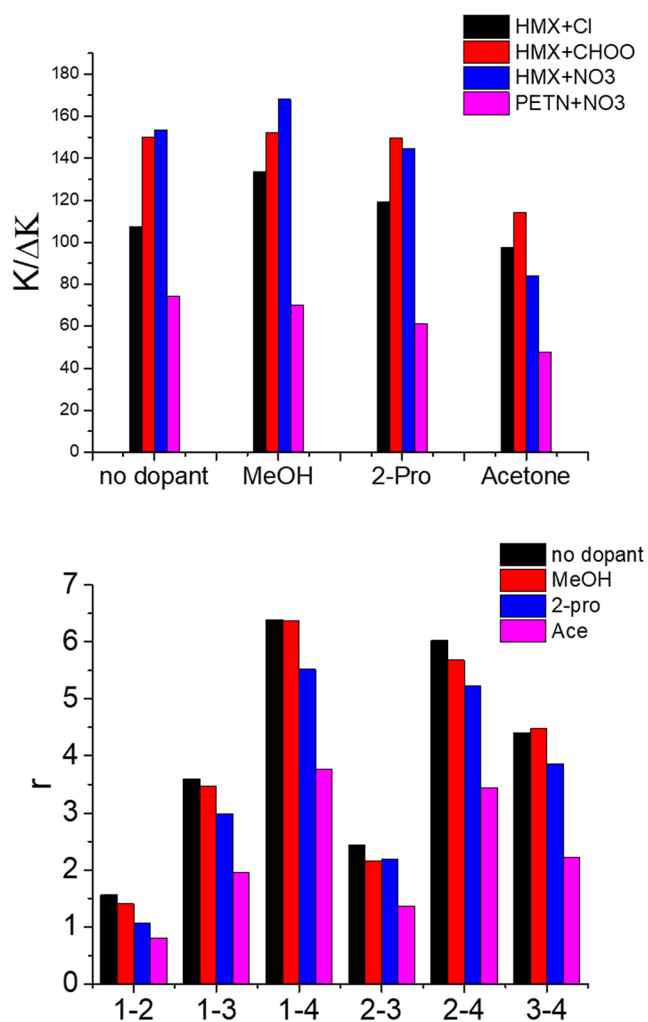 HMX+Cl
HMX+CHOO
HMX+NO3
PETN+NO3
180
160
140
120
100
80
60
40
20
0
K/ΔK
no dopant MeOH 2-Pro Acetone
no dopant
MeOH
2-pro
Ace
7
6
5
4
3
2
1
0
r
1-2 1-3 1-4 2-3 2-4 3-4